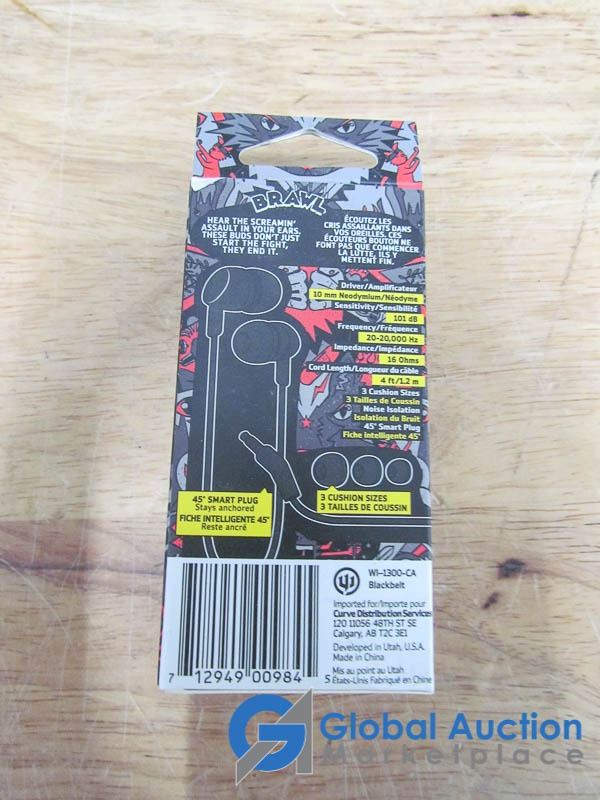 BRAWL
HEAR THE SCREAMIN'
ASSAULT IN YOUR EARS.
THESE BUDS DON'T JUST
START THE FIGHT,
THEY END IT.
ÉCOUTEZ LES
CRIS ASSAILLANTS DANS
VOS OREILLES. CES
ÉCOUTEURS BOUTON NE
FONT PAS QUE COMMENCER
LA LUTTE, ILS Y
METTENT FIN.
Driver/Amplificateur
10 mm Neodymium/Néodyme
Sensitivity/Sensibilité
101 dB
Frequency/Fréquence
20-20,000 Hz
Impedance/Impédance
16 Ohms
Cord Length/Longueur du câble
4 ft/1.2 m
3 Cushion Sizes
3 Tailles de Coussin
Noise Isolation
Isolation du Bruit
45° Smart Plug
Fiche intelligente 45°
45° SMART PLUG
Stays anchored
FICHE INTELLIGENTE 45°
Reste ancré
3 CUSHION SIZES
3 TAILLES DE COUSSIN
WI-1300-CA
Blackbelt
Imported for/Importe pour
Curve Distribution Services
120 11056 48TH ST SE
Calgary, AB T2C 3E1
Developed in Utah, U.S.A.
Made in China
Mis au point au Utah
États-Unis Fabriqué en Chine
7 12949 00984 5
Global Auction
Marketplace